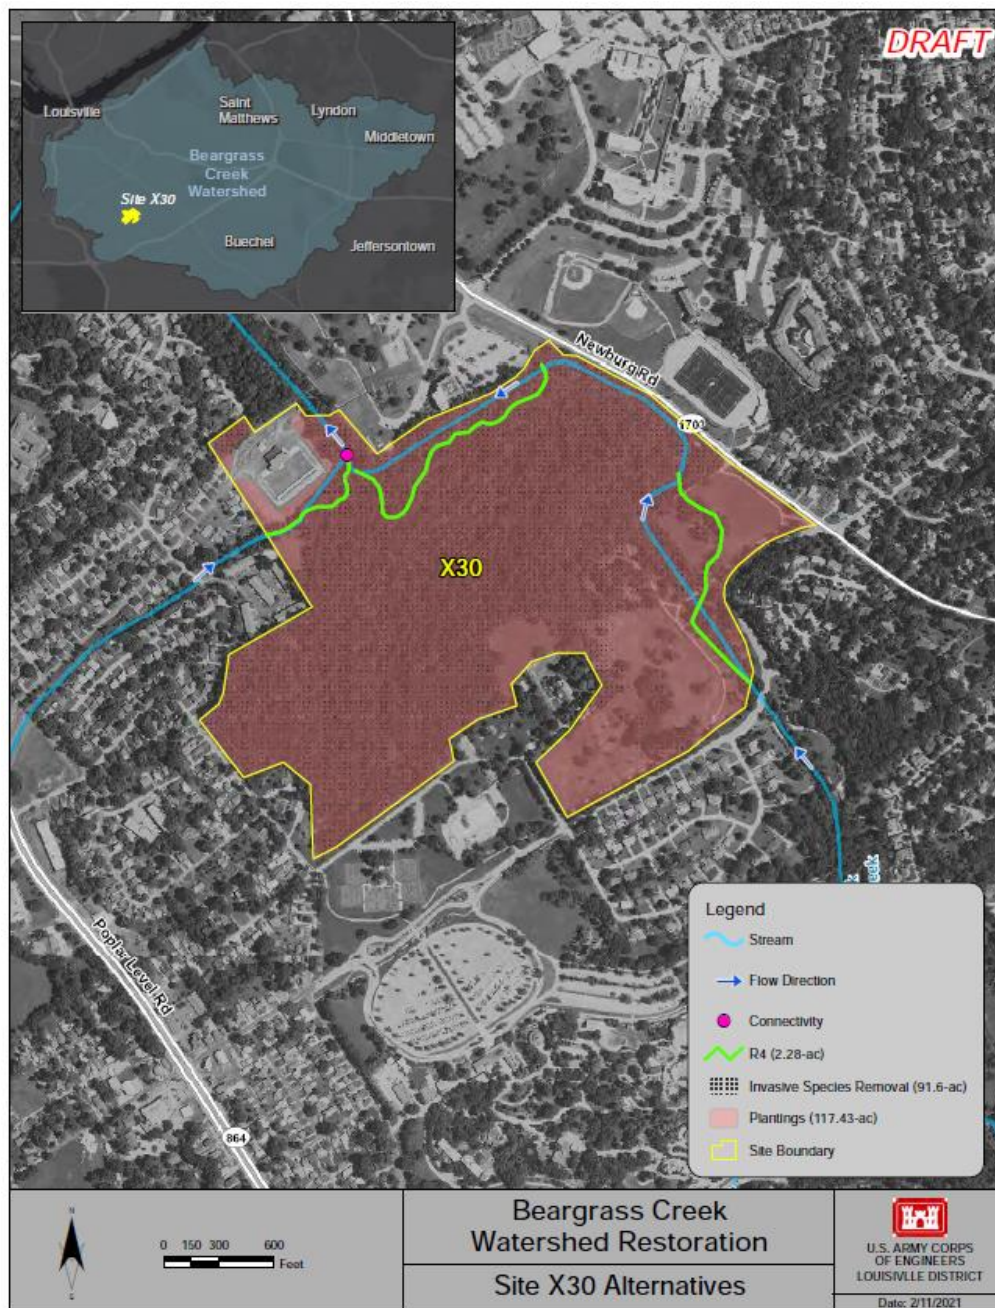 DRAFT
Louisville
Saint
Matthews
Lyndon
Middletown
Beargrass
Creek
Watershed
Site X30
Buechel
Jeffersontown
Newburg Rd
1703
X30
Poplar Level Rd
864
Legend
Stream
Flow Direction
Connectivity
R4 (2.28-ac)
Invasive Species Removal (91.6-ac)
Plantings (117.43-ac)
Site Boundary
N
S
0 150 300 600
Feet
Beargrass Creek
Watershed Restoration
Site X30 Alternatives
U.S. ARMY CORPS
OF ENGINEERS
LOUISIVLLE DISTRICT
Date: 2/11/2021